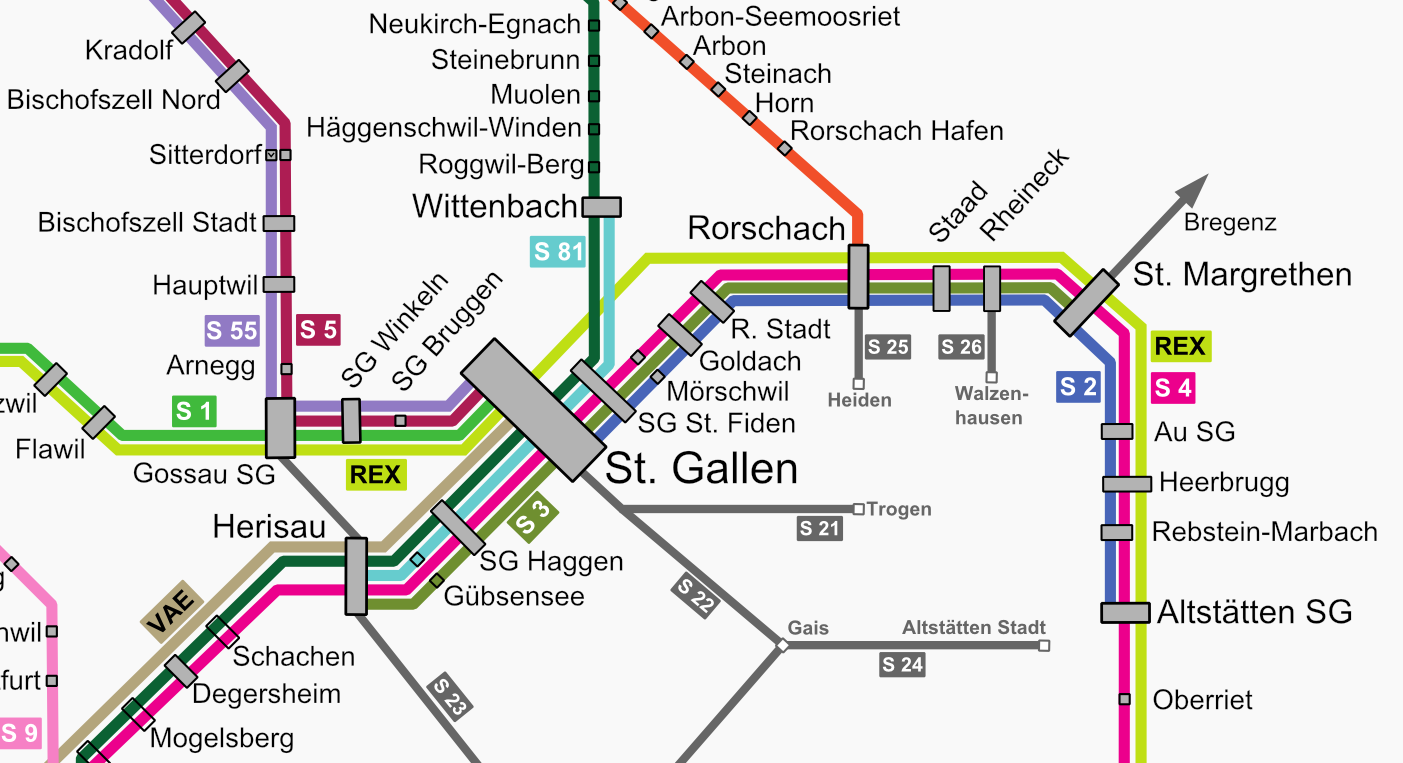 Neukirch-Egnach
Arbon-Seemoosriet
Kradolf
Steinebrunn
Arbon
Bischofszell Nord
Muolen
Steinach
Horn
Häggenschwil-Winden
Rorschach Hafen
Sitterdorf
Roggwil-Berg
Wittenbach
Staad
Rheineck
Bischofszell Stadt
S 81
Rorschach
Bregenz
Hauptwil
St. Margrethen
S 55
S 5
SG Winkeln
SG Bruggen
R. Stadt
S 25
S 26
REX
Arnegg
Goldach
S 1
Mörschwil
Heiden
Walzen-
hausen
S 2
S 4
zwil
Flawil
SG St. Fiden
Au SG
Gossau SG
REX
St. Gallen
Heerbrugg
Herisau
S 3
S 21
Trogen
Rebstein-Marbach
SG Haggen
Gübsensee
VAE
S 22
nwil
Gais
Altstätten Stadt
Altstätten SG
Schachen
S 24
furt
Degersheim
S 23
Oberriet
S 9
Mogelsberg